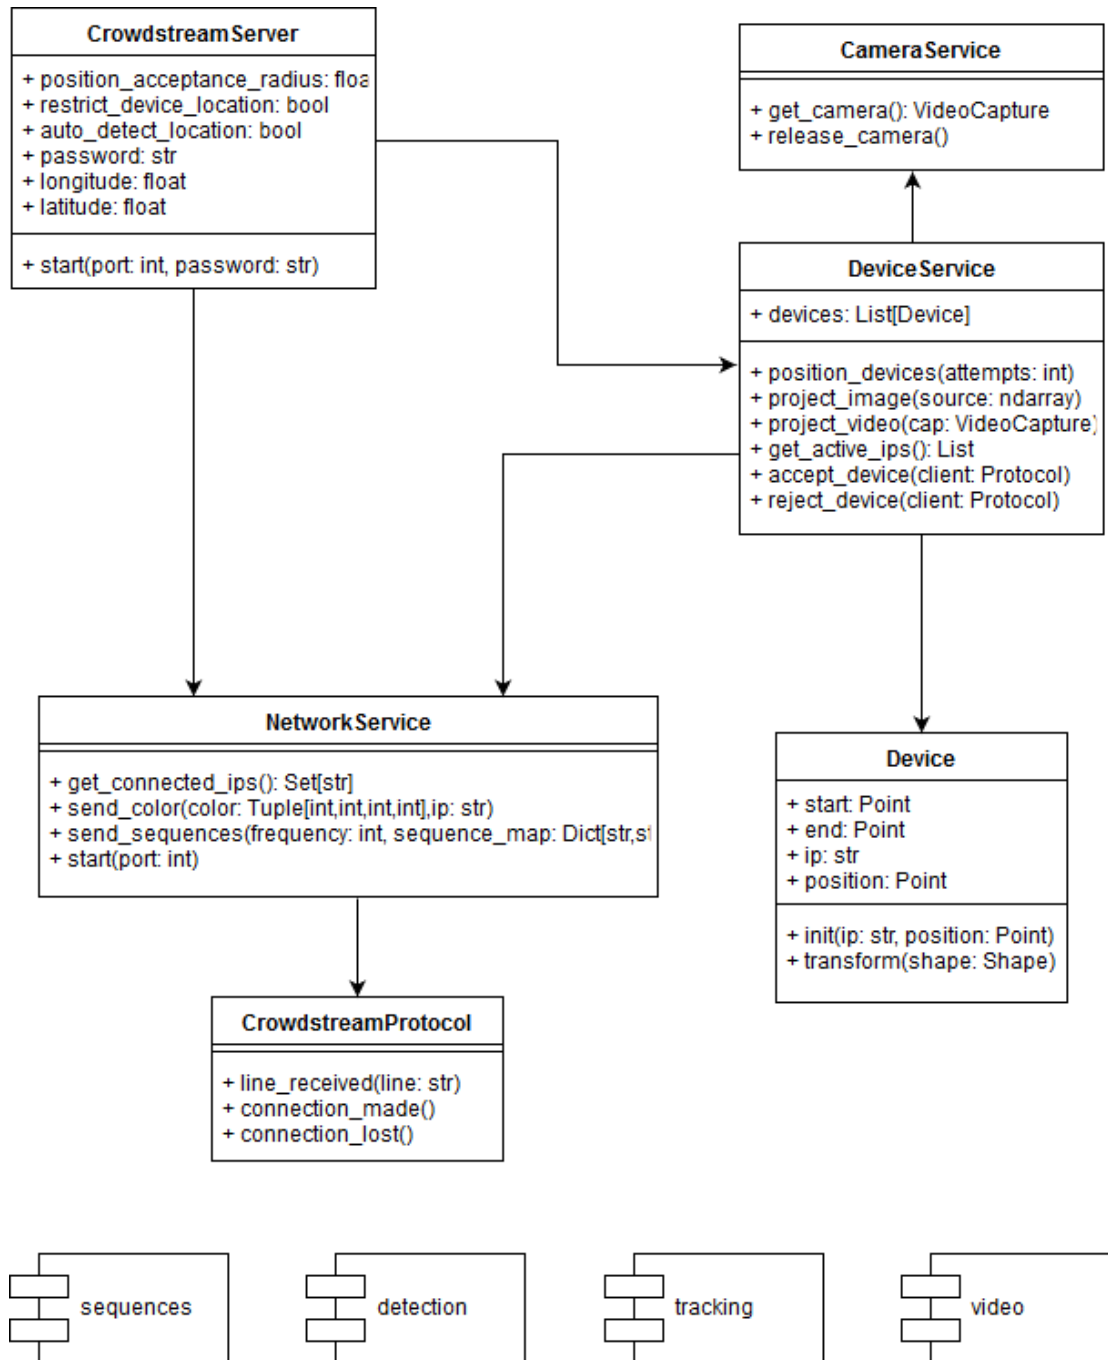 CrowdstreamServer
+ position_acceptance_radius: floa
+ restrict_device_location: bool
+ auto_detect_location: bool
+ password: str
+ longitude: float
+ latitude: float
+ start(port: int, password: str)
CameraService
+ get_camera(): VideoCapture
+ release_camera()
DeviceService
+ devices: List[Device]
+ position_devices(attempts: int)
+ project_image(source: ndarray)
+ project_video(cap: VideoCapture)
+ get_active_ips(): List
+ accept_device(client: Protocol)
+ reject_device(client: Protocol)
NetworkService
+ get_connected_ips(): Set[str]
+ send_color(color: Tuple[int,int,int,int],ip: str)
+ send_sequences(frequency: int, sequence_map: Dict[str,st
+ start(port: int)
Device
+ start: Point
+ end: Point
+ ip: str
+ position: Point
+ init(ip: str, position: Point)
+ transform(shape: Shape)
CrowdstreamProtocol
+ line_received(line: str)
+ connection_made()
+ connection_lost()
sequences
detection
tracking
video